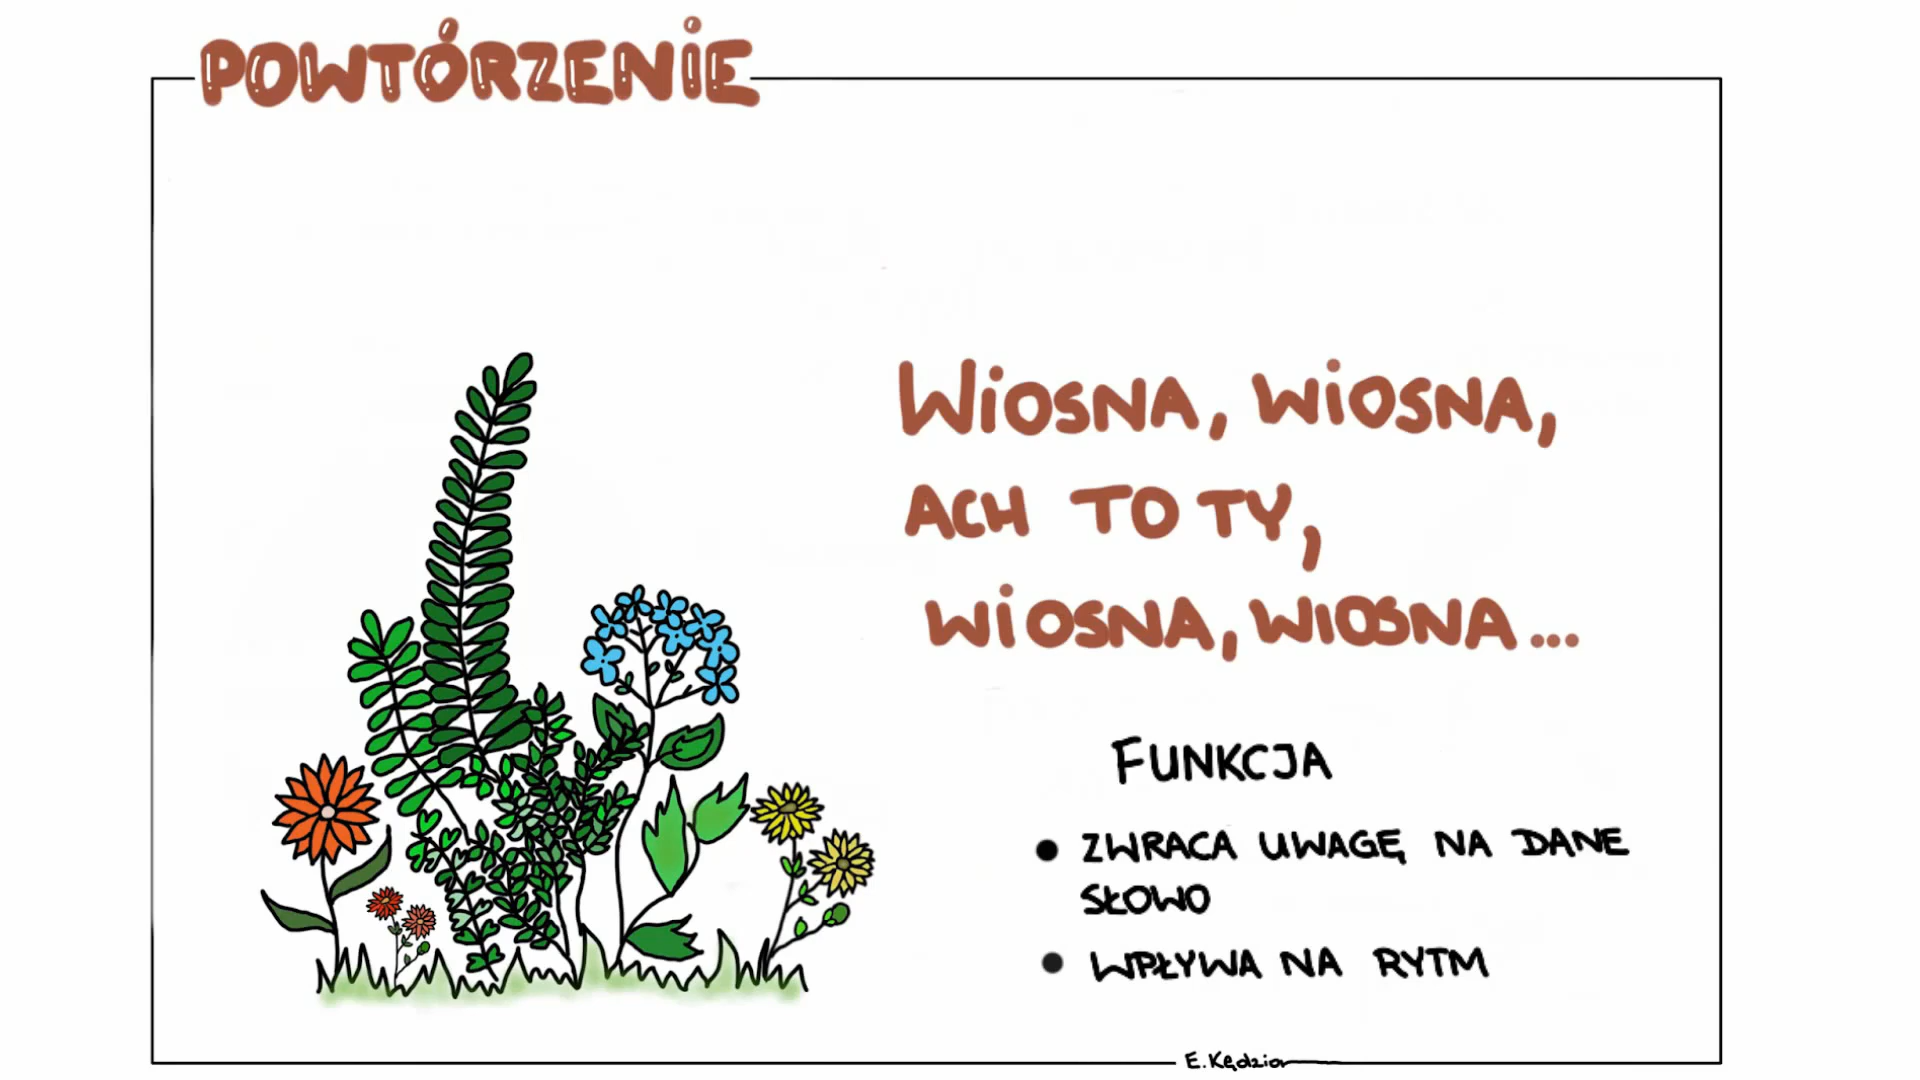 POWTÓRZENIE
WIOSNA, WIOSNA,
ACH TO TY,
WIOSNA, WIOSNA...
FUNKCJA
● ZWRACA UWAGĘ NA DANE
SŁOWO
● WPŁYWA NA RYTM
E. Kędzior